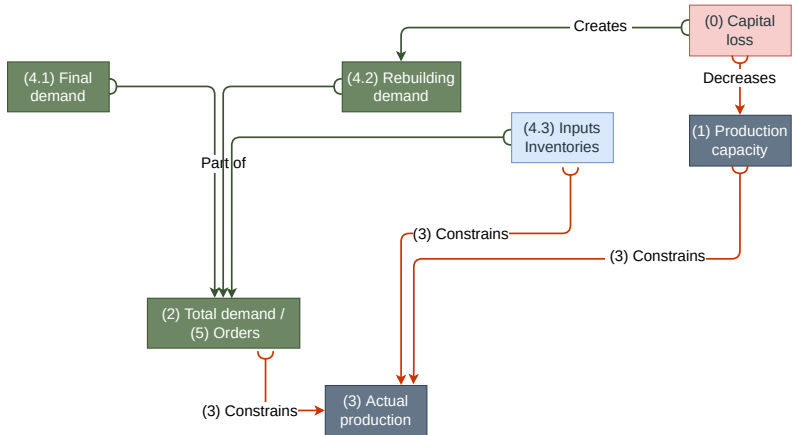 (0) Capital
loss
Creates
(4.1) Final
demand
(4.2) Rebuilding
demand
Decreases
(4.3) Inputs
Inventories
(1) Production
capacity
Part of
(3) Constrains
(3) Constrains
(2) Total demand /
(5) Orders
(3) Constrains
(3) Actual
production